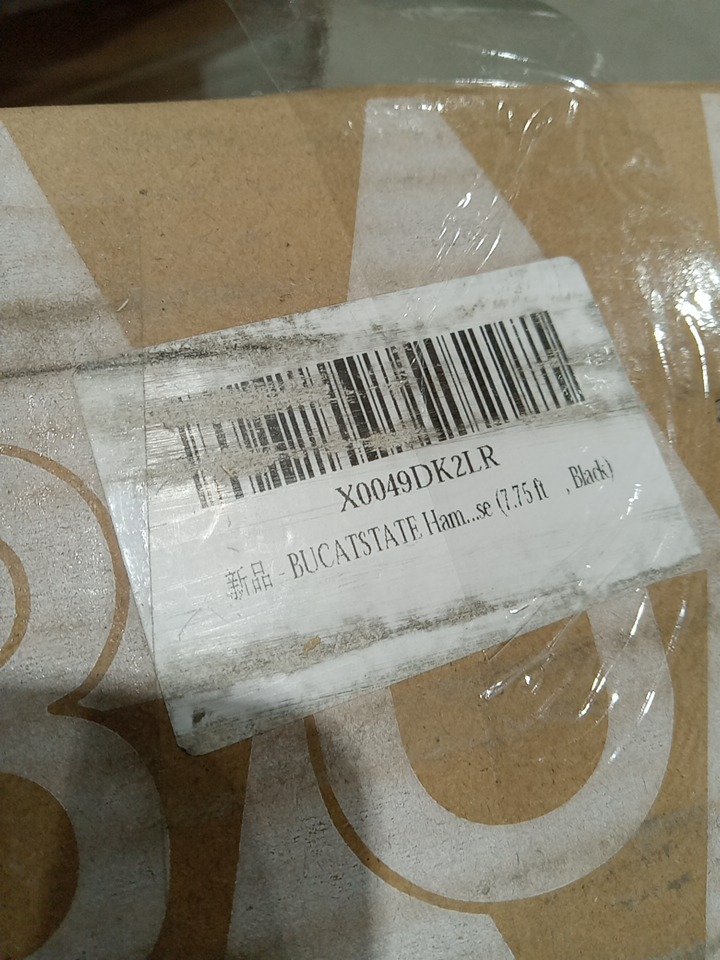 X0049DK2LR
新品 - BUCATSTATE Ham...se (7.75 ft , Black)